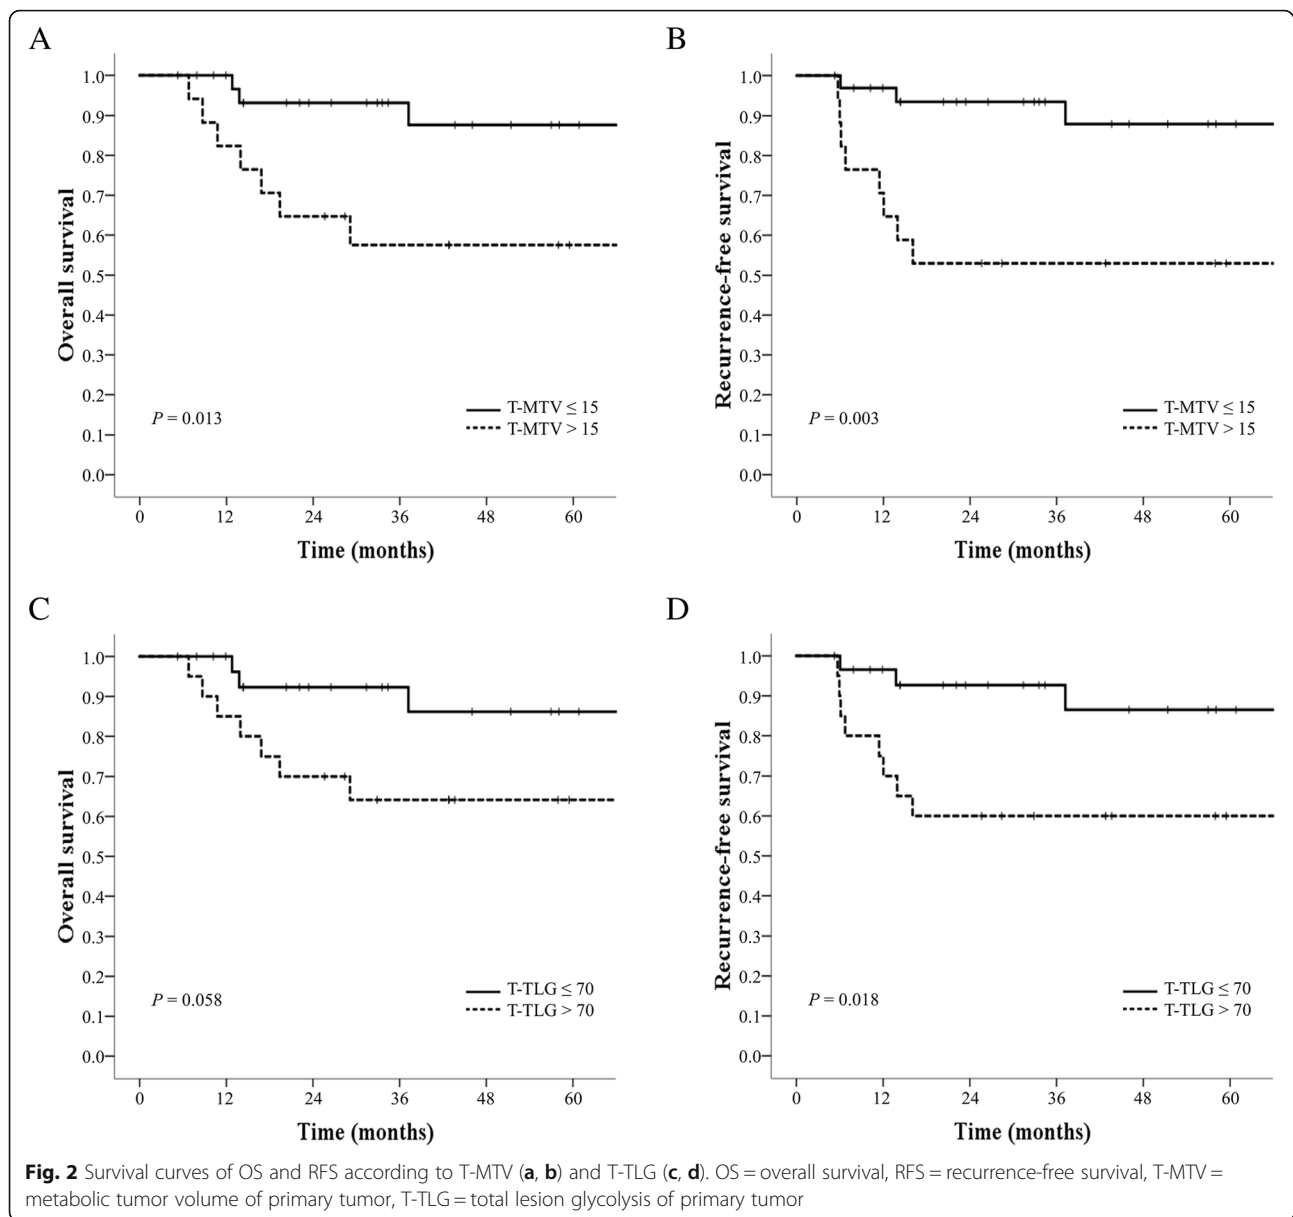 A
1.0
0.9
0.8
0.7
0.6
0.5
0.4
0.3
0.2
0.1
0.0
Overall survival
P = 0.013
T-MTV ≤ 15
T-MTV > 15
0 12 24 36 48 60
Time (months)
B
1.0
0.9
0.8
0.7
0.6
0.5
0.4
0.3
0.2
0.1
0.0
Recurrence-free survival
P = 0.003
T-MTV ≤ 15
T-MTV > 15
0 12 24 36 48 60
Time (months)
C
1.0
0.9
0.8
0.7
0.6
0.5
0.4
0.3
0.2
0.1
0.0
Overall survival
P = 0.058
T-TLG ≤ 70
T-TLG > 70
0 12 24 36 48 60
Time (months)
D
1.0
0.9
0.8
0.7
0.6
0.5
0.4
0.3
0.2
0.1
0.0
Recurrence-free survival
P = 0.018
T-TLG ≤ 70
T-TLG > 70
0 12 24 36 48 60
Time (months)
Fig. 2 Survival curves of OS and RFS according to T-MTV (a, b) and T-TLG (c, d). OS = overall survival, RFS = recurrence-free survival, T-MTV =
metabolic tumor volume of primary tumor, T-TLG = total lesion glycolysis of primary tumor